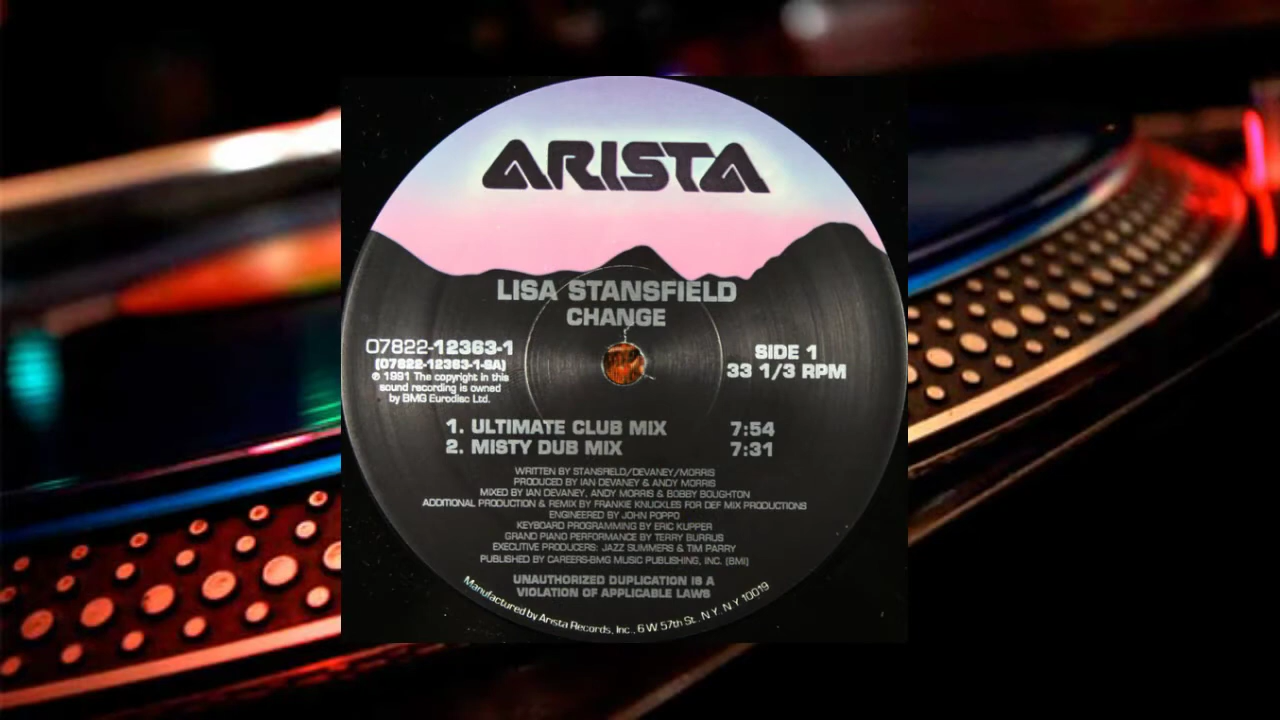 ARISTA
LISA STANSFIELD
CHANGE
07822-12363-1
(07822-12363-1-SA)
℗ 1991 The copyright in this
sound recording is owned
by BMG Eurodisc Ltd.
SIDE 1
33 1/3 RPM
1. ULTIMATE CLUB MIX 7:54
2. MISTY DUB MIX 7:31
WRITTEN BY STANSFIELD/DEVANEY/MORRIS
PRODUCED BY IAN DEVANEY & ANDY MORRIS
MIXED BY IAN DEVANEY, ANDY MORRIS & BOBBY BOUGHTON
ADDITIONAL PRODUCTION & REMIX BY FRANKIE KNUCKLES FOR DEF MIX PRODUCTIONS
ENGINEERED BY JOHN POPPO
KEYBOARD PROGRAMMING BY ERIC KUPPER
GRAND PIANO PERFORMANCE BY TERRY BURRUS
EXECUTIVE PRODUCERS: JAZZ SUMMERS & TIM PARRY
PUBLISHED BY CAREERS-BMG MUSIC PUBLISHING, INC. (BMI)
UNAUTHORIZED DUPLICATION IS A
VIOLATION OF APPLICABLE LAWS
Manufactured by Arista Records, Inc., 6 W 57th St., N.Y. N.Y 10019